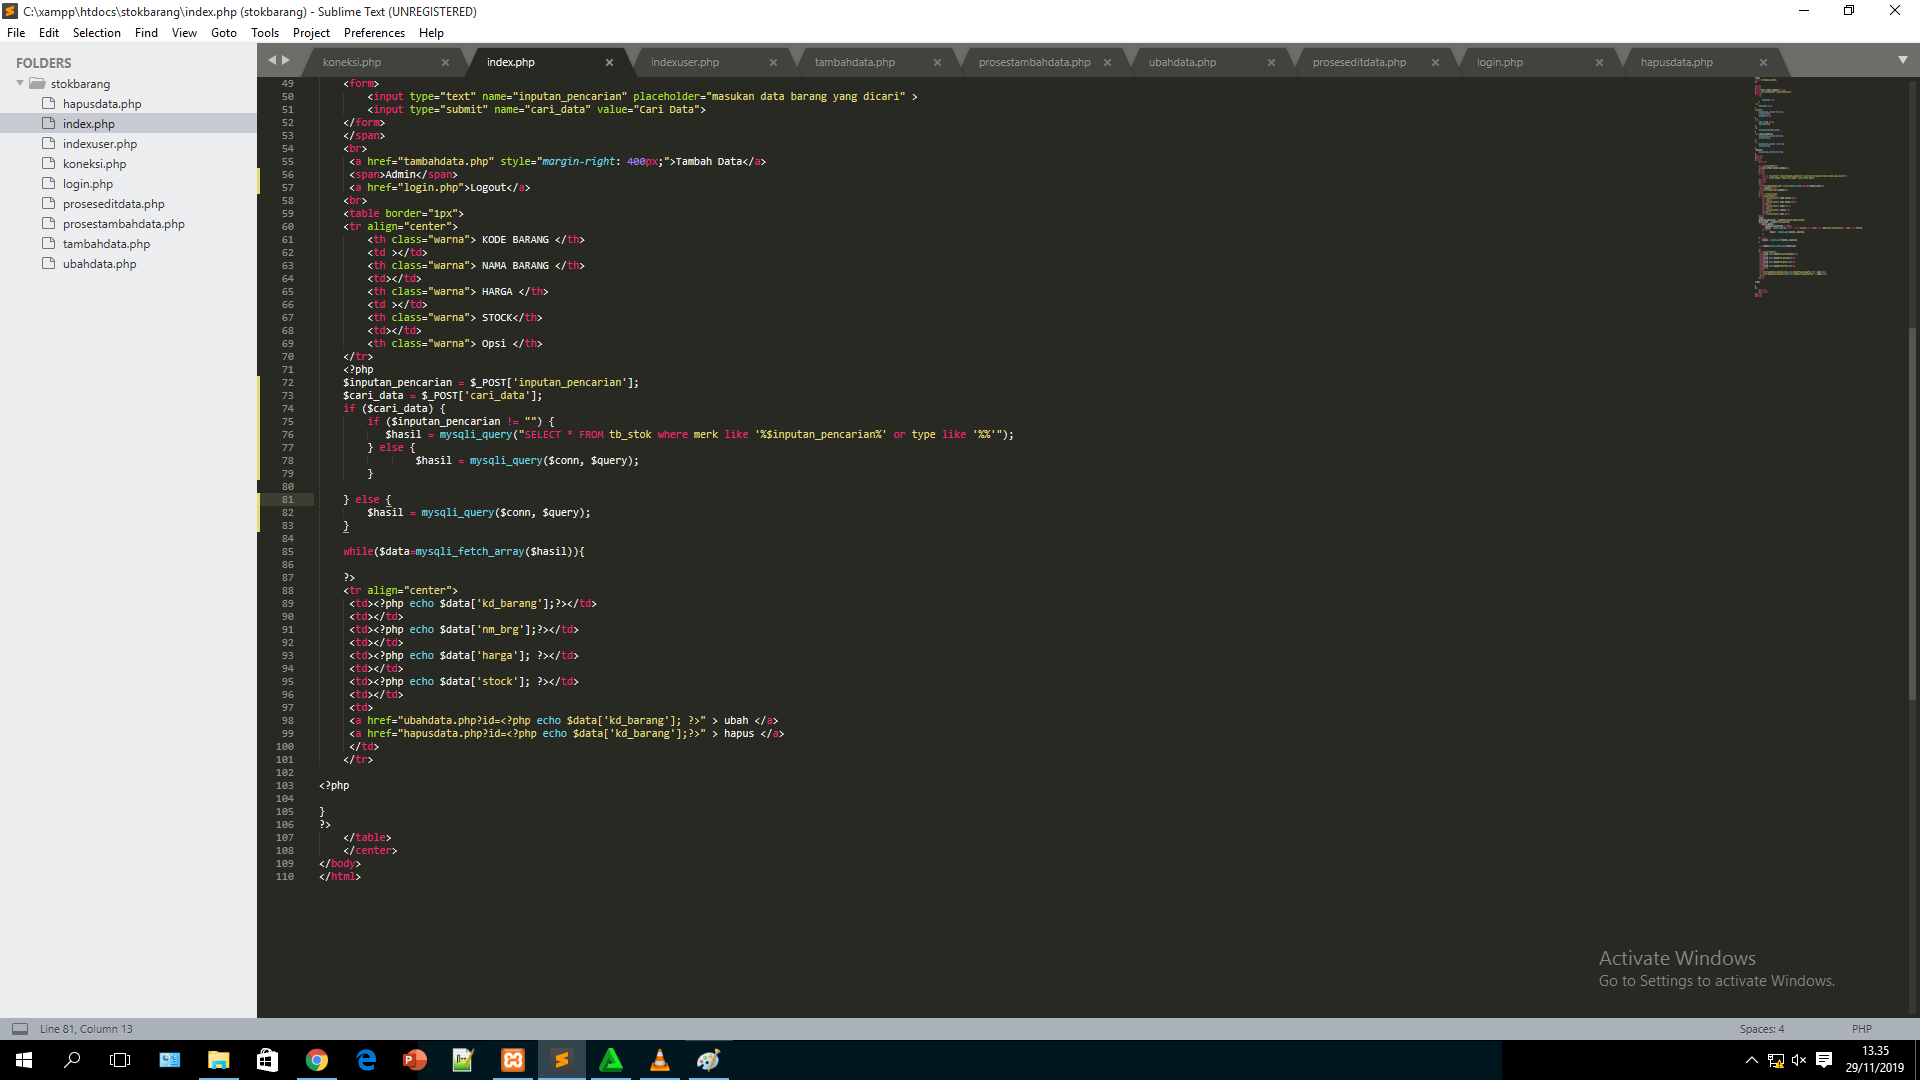 C:\xampp\htdocs\stokbarang\index.php (stokbarang) - Sublime Text (UNREGISTERED)
File Edit Selection Find View Goto Tools Project Preferences Help
FOLDERS
stokbarang
hapusdata.php
index.php
indexuser.php
koneksi.php
login.php
proseseditdata.php
prosestambahdata.php
tambahdata.php
ubahdata.php
koneksi.php index.php indexuser.php tambahdata.php prosestambahdata.php ubahdata.php proseseditdata.php login.php hapusdata.php
49 <form>
50 <input type="text" name="inputan_pencarian" placeholder="masukan data barang yang dicari" >
51 <input type="submit" name="cari_data" value="Cari Data">
52 </form>
53 </span>
54 <br>
55 <a href="tambahdata.php" style="margin-right: 400px;">Tambah Data</a>
56 <span>Admin</span>
57 <a href="login.php">Logout</a>
58 <br>
59 <table border="1px">
60 <tr align="center">
61 <th class="warna"> KODE BARANG </th>
62 <td ></td>
63 <th class="warna"> NAMA BARANG </th>
64 <td></td>
65 <th class="warna"> HARGA </th>
66 <td ></td>
67 <th class="warna"> STOCK</th>
68 <td></td>
69 <th class="warna"> Opsi </th>
70 </tr>
71 <?php
72 $inputan_pencarian = $_POST['inputan_pencarian'];
73 $cari_data = $_POST['cari_data'];
74 if ($cari_data) {
75 if ($inputan_pencarian != "") {
76 $hasil = mysqli_query("SELECT * FROM tb_stok where merk like '%$inputan_pencarian%' or type like '%%'");
77 } else {
78 $hasil = mysqli_query($conn, $query);
79 }
80
81 } else {
82 $hasil = mysqli_query($conn, $query);
83 }
84
85 while($data=mysqli_fetch_array($hasil)){
86
87 ?>
88 <tr align="center">
89 <td><?php echo $data['kd_barang'];?></td>
90 <td></td>
91 <td><?php echo $data['nm_brg'];?></td>
92 <td></td>
93 <td><?php echo $data['harga']; ?></td>
94 <td></td>
95 <td><?php echo $data['stock']; ?></td>
96 <td></td>
97 <td>
98 <a href="ubahdata.php?id=<?php echo $data['kd_barang']; ?>" > ubah </a>
99 <a href="hapusdata.php?id=<?php echo $data['kd_barang'];?>" > hapus </a>
100 </td>
101 </tr>
102
103 <?php
104
105 }
106 ?>
107 </table>
108 </center>
109 </body>
110 </html>
Activate Windows
Go to Settings to activate Windows.
Line 81, Column 13
Spaces: 4
PHP
13.35
29/11/2019